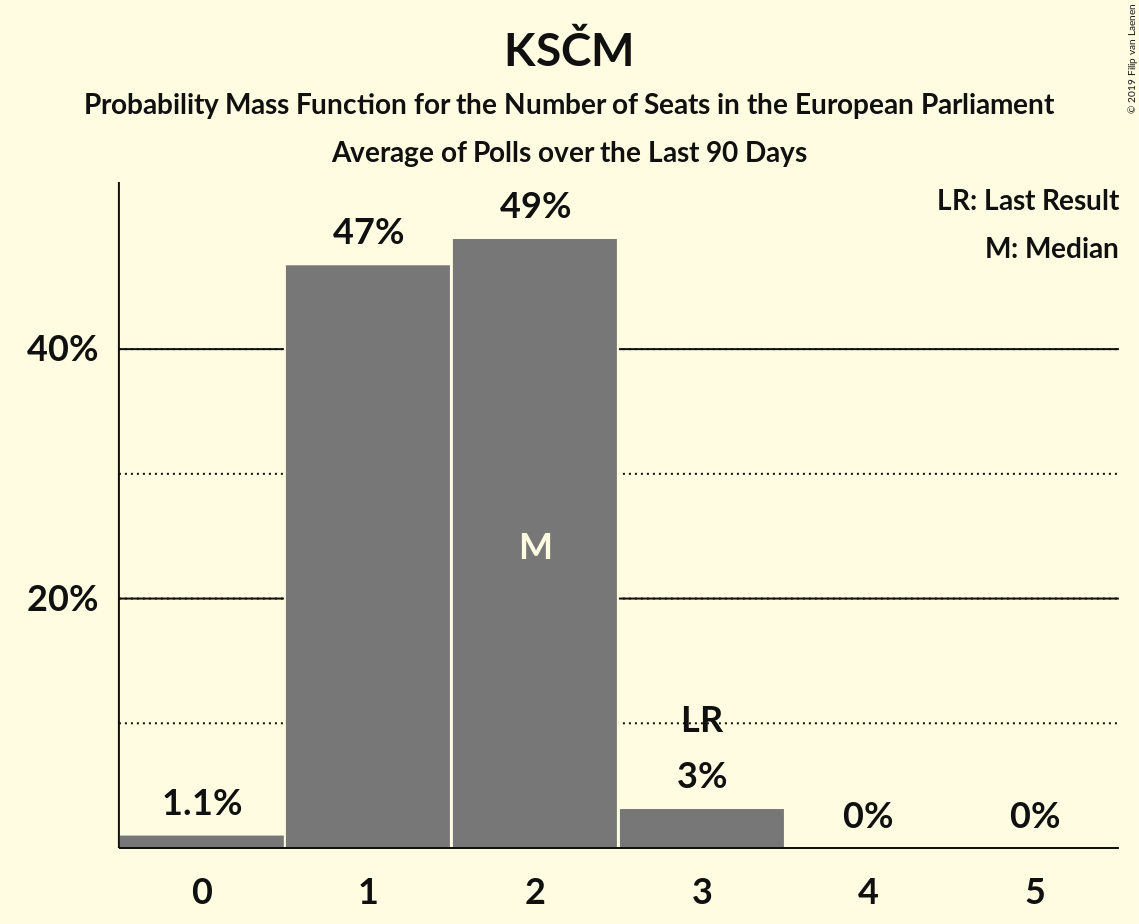 KSČM
Probability Mass Function for the Number of Seats in the European Parliament
Average of Polls over the Last 90 Days
© 2019 Filip van Laenen
LR: Last Result
M: Median
49%
47%
40%
M
20%
LR
3%
1.1%
0%
0%
0
1
2
3
4
5